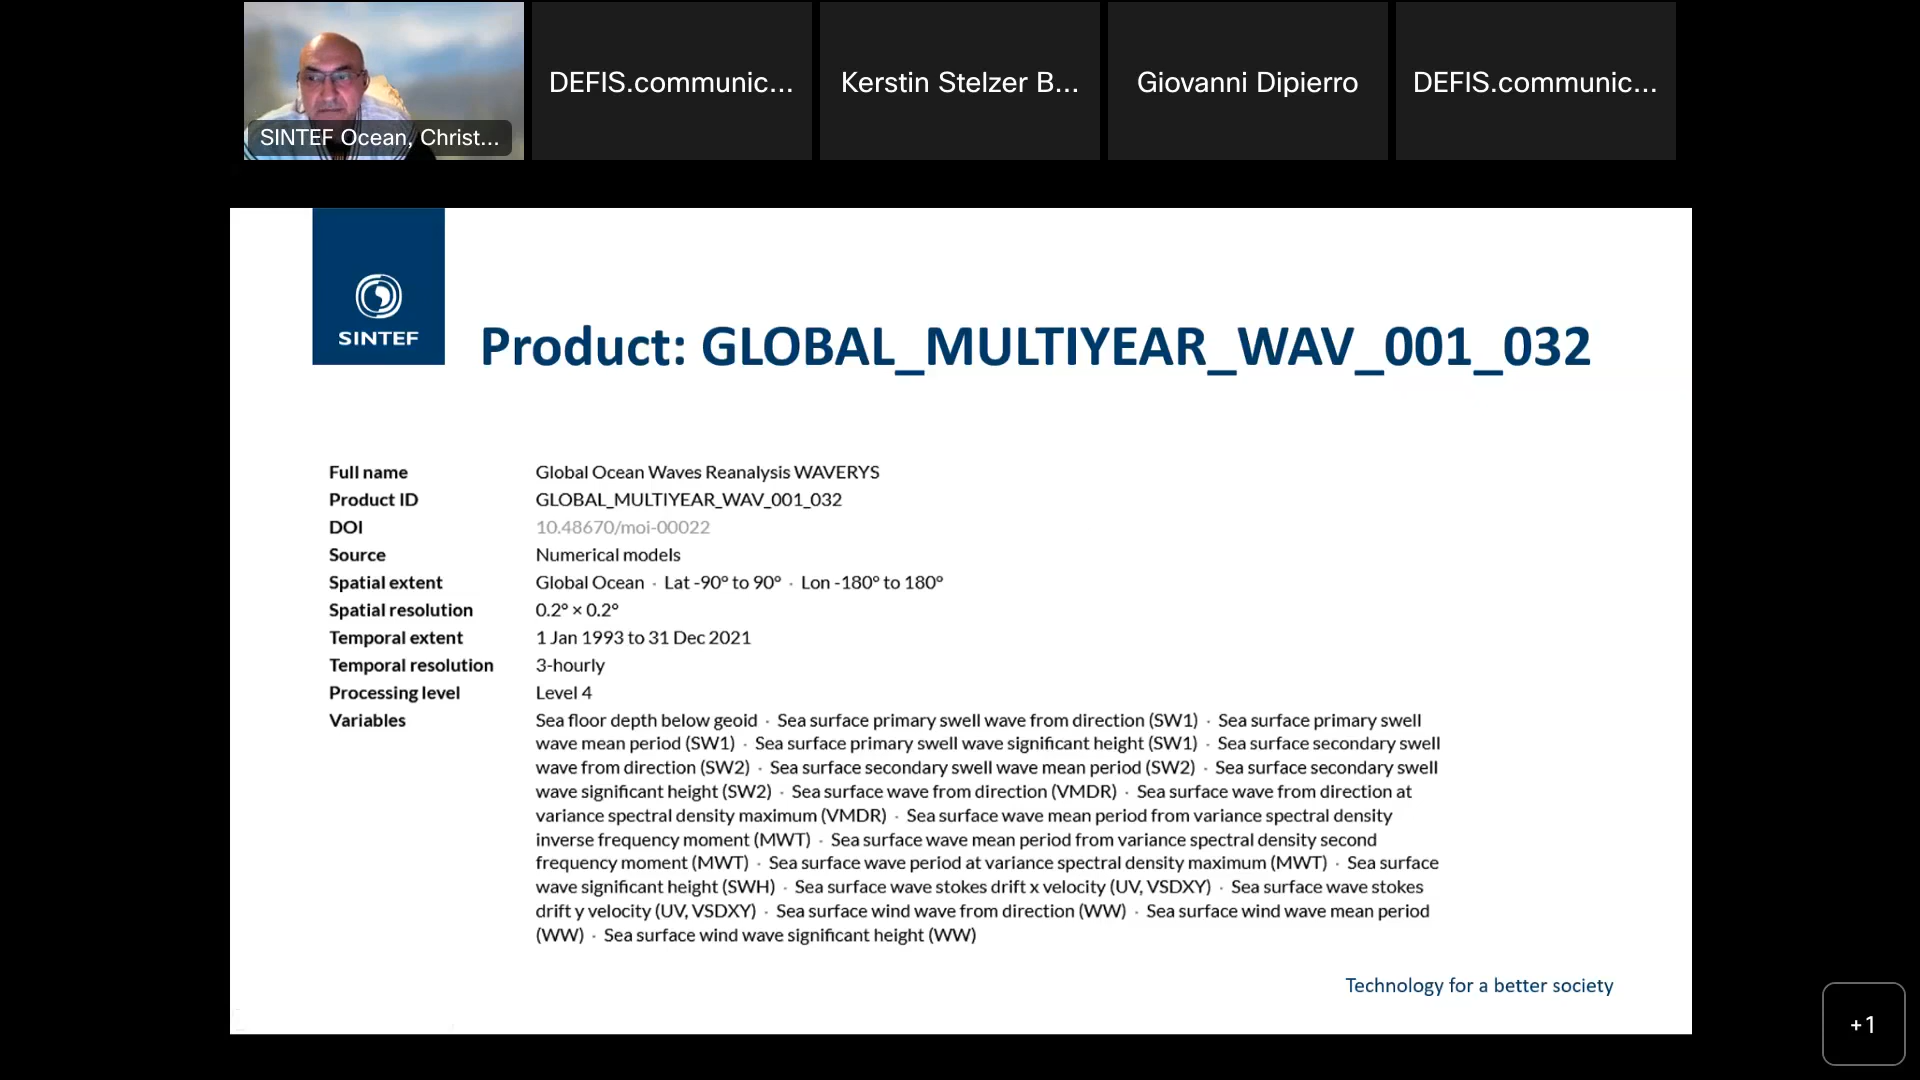 SINTEF Ocean, Christ...
DEFIS.communic...
Kerstin Stelzer B...
Giovanni Dipierro
DEFIS.communic...
SINTEF
Product: GLOBAL_MULTIYEAR_WAV_001_032
Full name Global Ocean Waves Reanalysis WAVERYS
Product ID GLOBAL_MULTIYEAR_WAV_001_032
DOI 10.48670/moi-00022
Source Numerical models
Spatial extent Global Ocean · Lat -90° to 90° · Lon -180° to 180°
Spatial resolution 0.2° × 0.2°
Temporal extent 1 Jan 1993 to 31 Dec 2021
Temporal resolution 3-hourly
Processing level Level 4
Variables Sea floor depth below geoid · Sea surface primary swell wave from direction (SW1) · Sea surface primary swell
wave mean period (SW1) · Sea surface primary swell wave significant height (SW1) · Sea surface secondary swell
wave from direction (SW2) · Sea surface secondary swell wave mean period (SW2) · Sea surface secondary swell
wave significant height (SW2) · Sea surface wave from direction (VMDR) · Sea surface wave from direction at
variance spectral density maximum (VMDR) · Sea surface wave mean period from variance spectral density
inverse frequency moment (MWT) · Sea surface wave mean period from variance spectral density second
frequency moment (MWT) · Sea surface wave period at variance spectral density maximum (MWT) · Sea surface
wave significant height (SWH) · Sea surface wave stokes drift x velocity (UV, VSDXY) · Sea surface wave stokes
drift y velocity (UV, VSDXY) · Sea surface wind wave from direction (WW) · Sea surface wind wave mean period
(WW) · Sea surface wind wave significant height (WW)
Technology for a better society
+1